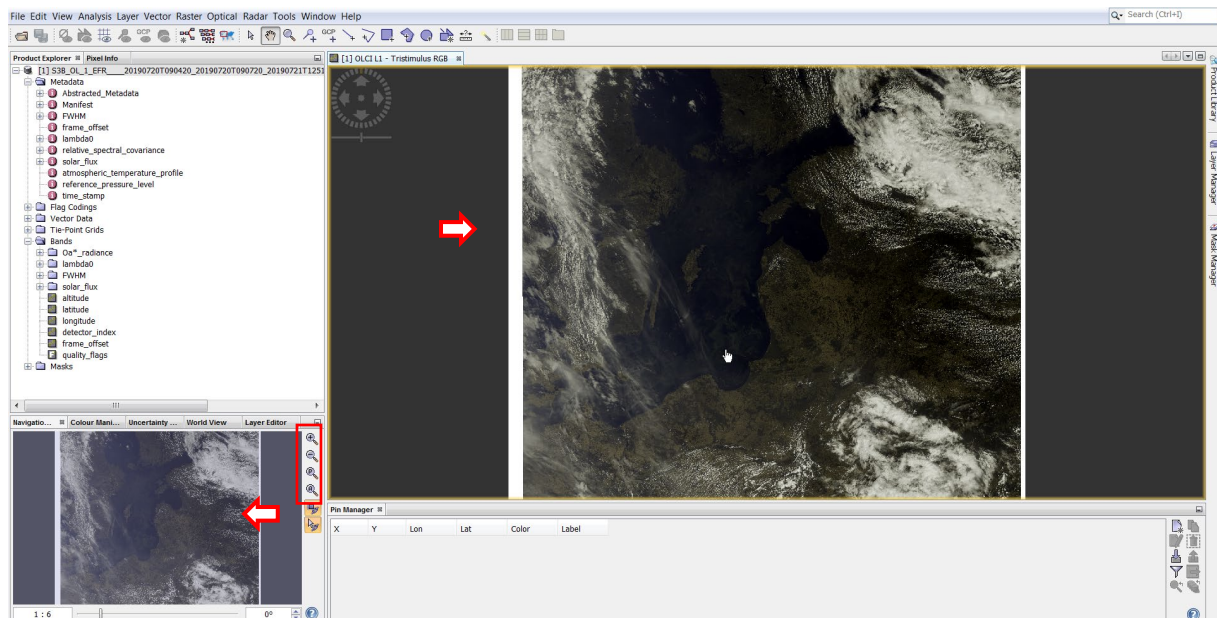 File Edit View Analysis Layer Vector Raster Optical Radar Tools Window Help
Search (Ctrl+I)
GCP
GCP
Product Explorer
Pixel Info
[1] OLCI L1 - Tristimulus RGB
[1] S3B_OL_1_EFR____20190720T090420_20190720T090720_20190721T1251
Metadata
Abstracted_Metadata
Manifest
FWHM
frame_offset
lambda0
relative_spectral_covariance
solar_flux
atmospheric_temperature_profile
reference_pressure_level
time_stamp
Flag Codings
Vector Data
Tie-Point Grids
Bands
Oa*_radiance
lambda0
FWHM
solar_flux
altitude
latitude
longitude
detector_index
frame_offset
quality_flags
Masks
Product Library
Layer Manager
Mask Manager
Navigatio...
Colour Mani...
Uncertainty ...
World View
Layer Editor
1 : 6
0°
Pin Manager
X Y Lon Lat Color Label